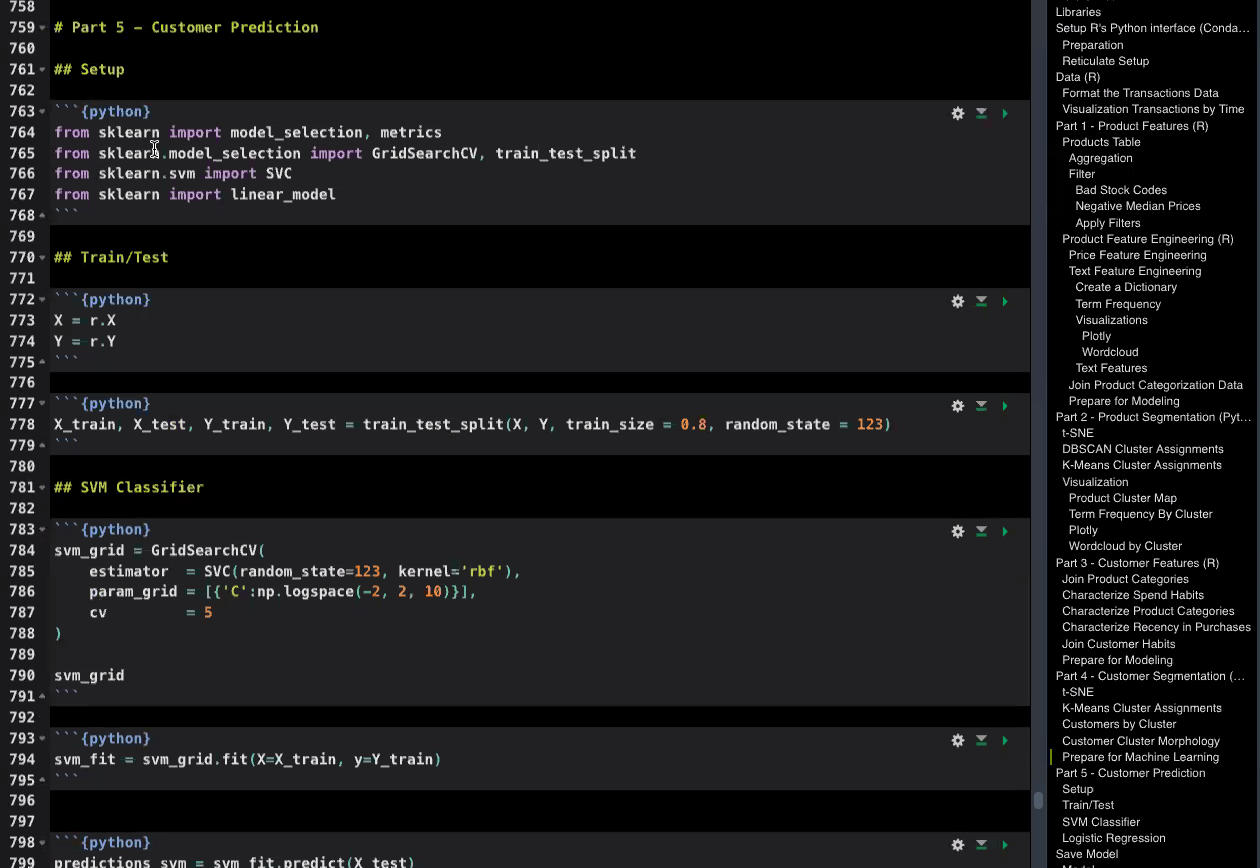 758
759 # Part 5 - Customer Prediction
760
761 ## Setup
762
763 ```{python}
764 from sklearn import model_selection, metrics
765 from sklearn.model_selection import GridSearchCV, train_test_split
766 from sklearn.svm import SVC
767 from sklearn import linear_model
768 ```
769
770 ## Train/Test
771
772 ```{python}
773 X = r.X
774 Y = r.Y
775 ```
776
777 ```{python}
778 X_train, X_test, Y_train, Y_test = train_test_split(X, Y, train_size = 0.8, random_state = 123)
779 ```
780
781 ## SVM Classifier
782
783 ```{python}
784 svm_grid = GridSearchCV(
785     estimator  = SVC(random_state=123, kernel='rbf'),
786     param_grid = [{'C':np.logspace(-2, 2, 10)}],
787     cv         = 5
788 )
789
790 svm_grid
791 ```
792
793 ```{python}
794 svm_fit = svm_grid.fit(X=X_train, y=Y_train)
795 ```
796
797
798 ```{python}
799 predictions_svm = svm_fit.predict(X_test)
Libraries
Setup R's Python interface (Conda...
Preparation
Reticulate Setup
Data (R)
Format the Transactions Data
Visualization Transactions by Time
Part 1 - Product Features (R)
Products Table
Aggregation
Filter
Bad Stock Codes
Negative Median Prices
Apply Filters
Product Feature Engineering (R)
Price Feature Engineering
Text Feature Engineering
Create a Dictionary
Term Frequency
Visualizations
Plotly
Wordcloud
Text Features
Join Product Categorization Data
Prepare for Modeling
Part 2 - Product Segmentation (Pyt...
t-SNE
DBSCAN Cluster Assignments
K-Means Cluster Assignments
Visualization
Product Cluster Map
Term Frequency By Cluster
Plotly
Wordcloud by Cluster
Part 3 - Customer Features (R)
Join Product Categories
Characterize Spend Habits
Characterize Product Categories
Characterize Recency in Purchases
Join Customer Habits
Prepare for Modeling
Part 4 - Customer Segmentation (...
t-SNE
K-Means Cluster Assignments
Customers by Cluster
Customer Cluster Morphology
Prepare for Machine Learning
Part 5 - Customer Prediction
Setup
Train/Test
SVM Classifier
Logistic Regression
Save Model